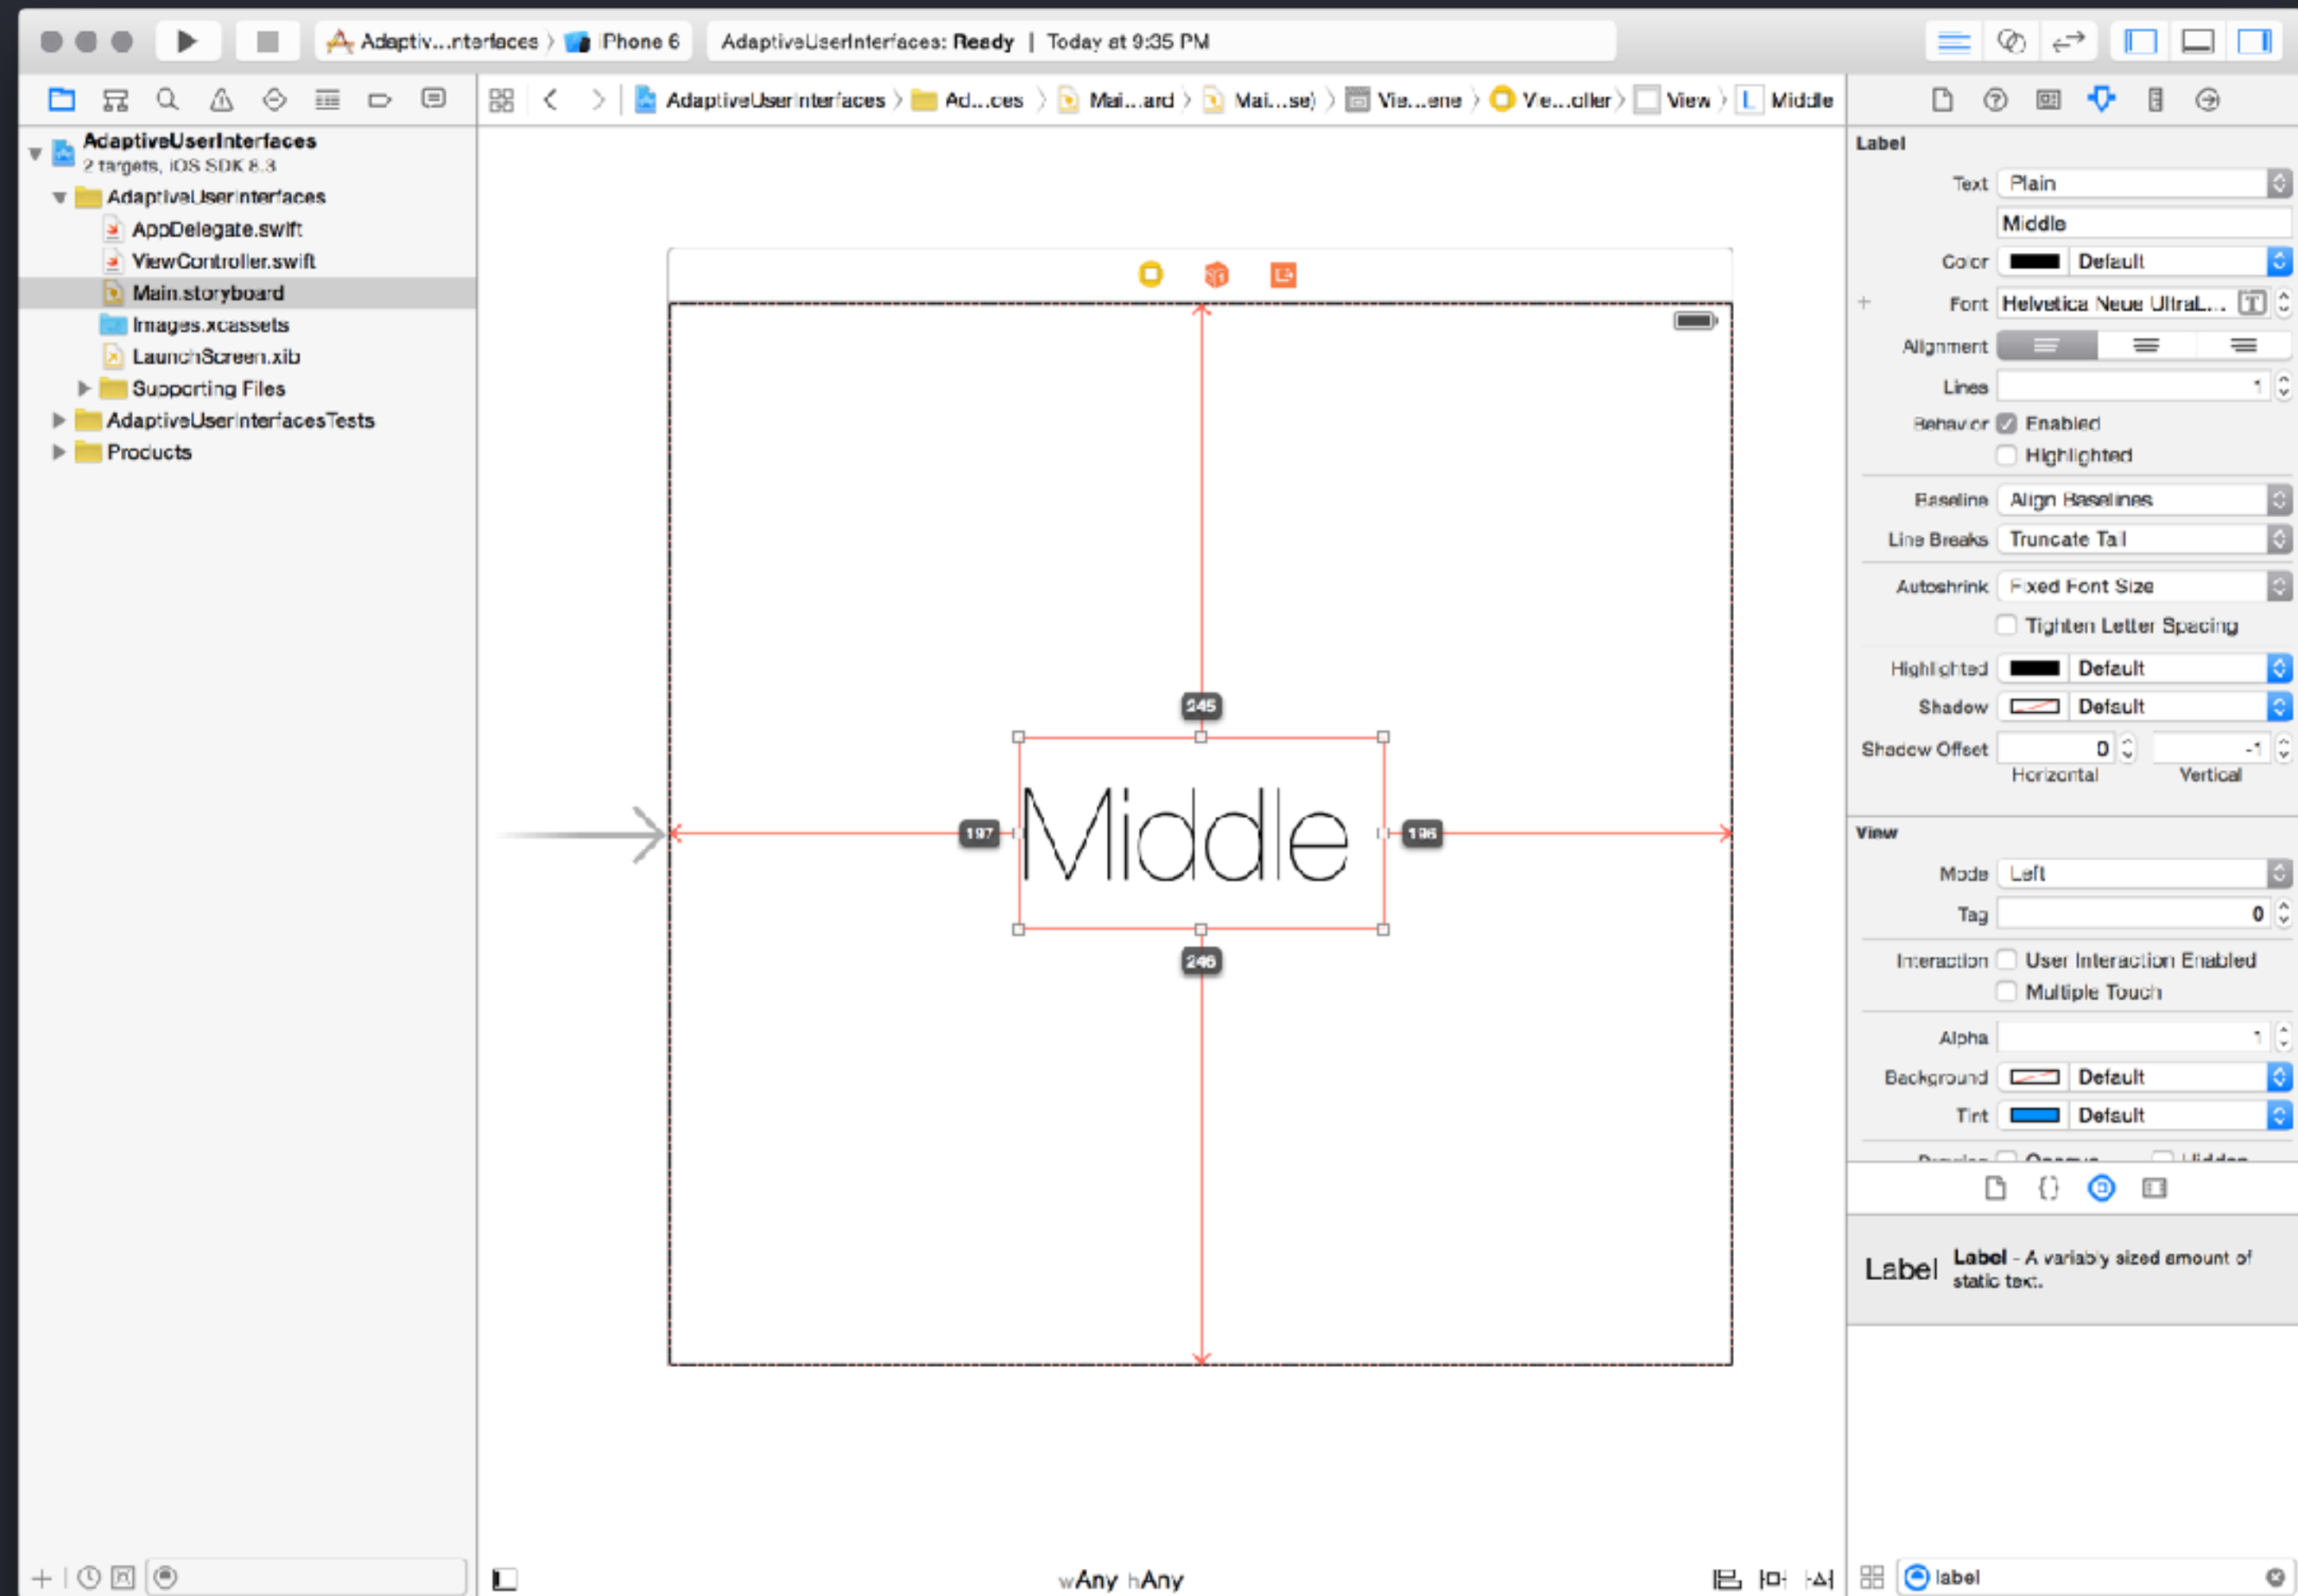 Adaptiv...nterfaces iPhone 6 AdaptiveUserInterfaces: Ready | Today at 9:35 PM
AdaptiveUserInterfaces Ad...ces Mai...ard Mai...se) Vie...ene Vie...oller View L Middle
AdaptiveUserInterfaces
2 targets, iOS SDK 8.3
AdaptiveUserInterfaces
AppDelegate.swift
ViewController.swift
Main.storyboard
Images.xcassets
LaunchScreen.xib
Supporting Files
AdaptiveUserInterfacesTests
Products
245
197
Middle
196
246
wAny hAny
Label
Text Plain
Middle
Color Default
Font Helvetica Neue UltraL... T
Alignment
Lines 1
Behavior Enabled
Highlighted
Baseline Align Baselines
Line Breaks Truncate Tail
Autoshrink Fixed Font Size
Tighten Letter Spacing
Highlighted Default
Shadow Default
Shadow Offset 0 -1
Horizontal Vertical
View
Mode Left
Tag 0
Interaction User Interaction Enabled
Multiple Touch
Alpha 1
Background Default
Tint Default
Drawing Opaque Hidden
{}
Label Label - A variably sized amount of
static text.
label